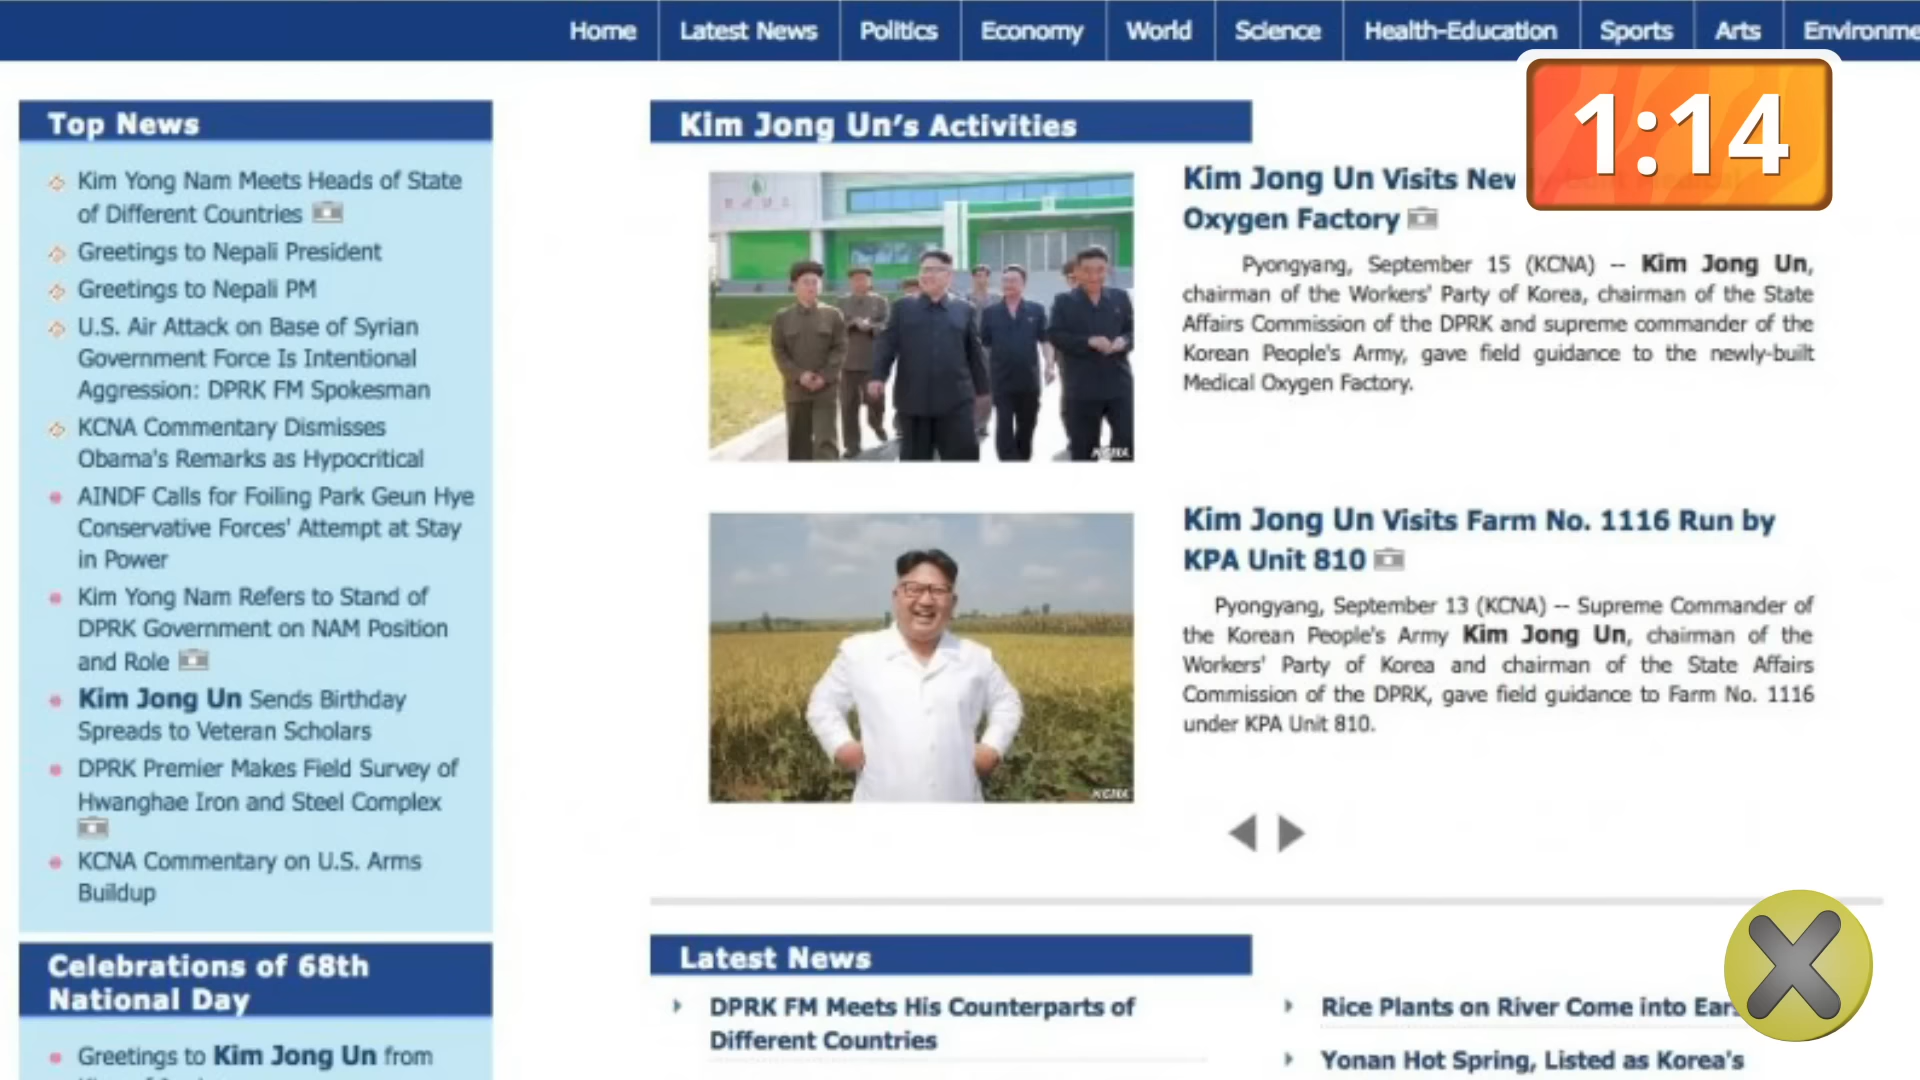 Home Latest News Politics Economy World Science Health-Education Sports Arts Environme
1:14
Top News
Kim Yong Nam Meets Heads of State
of Different Countries
Greetings to Nepali President
Greetings to Nepali PM
U.S. Air Attack on Base of Syrian
Government Force Is Intentional
Aggression: DPRK FM Spokesman
KCNA Commentary Dismisses
Obama's Remarks as Hypocritical
AINDF Calls for Foiling Park Geun Hye
Conservative Forces' Attempt at Stay
in Power
Kim Yong Nam Refers to Stand of
DPRK Government on NAM Position
and Role
Kim Jong Un Sends Birthday
Spreads to Veteran Scholars
DPRK Premier Makes Field Survey of
Hwanghae Iron and Steel Complex
KCNA Commentary on U.S. Arms
Buildup
Celebrations of 68th
National Day
Greetings to Kim Jong Un from
Kim Jong Un's Activities
Kim Jong Un Visits New
Oxygen Factory
Pyongyang, September 15 (KCNA) -- Kim Jong Un,
chairman of the Workers' Party of Korea, chairman of the State
Affairs Commission of the DPRK and supreme commander of the
Korean People's Army, gave field guidance to the newly-built
Medical Oxygen Factory.
KCNA
Kim Jong Un Visits Farm No. 1116 Run by
KPA Unit 810
Pyongyang, September 13 (KCNA) -- Supreme Commander of
the Korean People's Army Kim Jong Un, chairman of the
Workers' Party of Korea and chairman of the State Affairs
Commission of the DPRK, gave field guidance to Farm No. 1116
under KPA Unit 810.
KCNA
Latest News
DPRK FM Meets His Counterparts of
Different Countries
Rice Plants on River Come into Ear
Yonan Hot Spring, Listed as Korea's